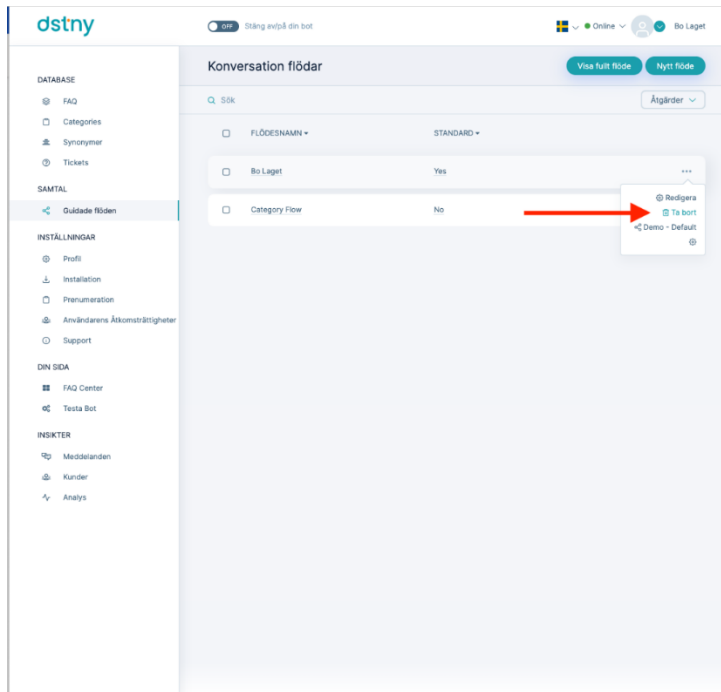 dstny
OFF Stäng av/på din bot
Online
Bo Laget
DATABASE
FAQ
Categories
Synonymer
Tickets
SAMTAL
Guidade flöden
INSTÄLLNINGAR
Profil
Installation
Prenumeration
Användarens Åtkomsträttigheter
Support
DIN SIDA
FAQ Center
Testa Bot
INSIKTER
Meddelanden
Kunder
Analys
Konversation flödar
Visa fullt flöde
Nytt flöde
Sök
Åtgärder
FLÖDESNAMN STANDARD
Bo Laget Yes
Category Flow No
Redigera
Ta bort
Demo - Default